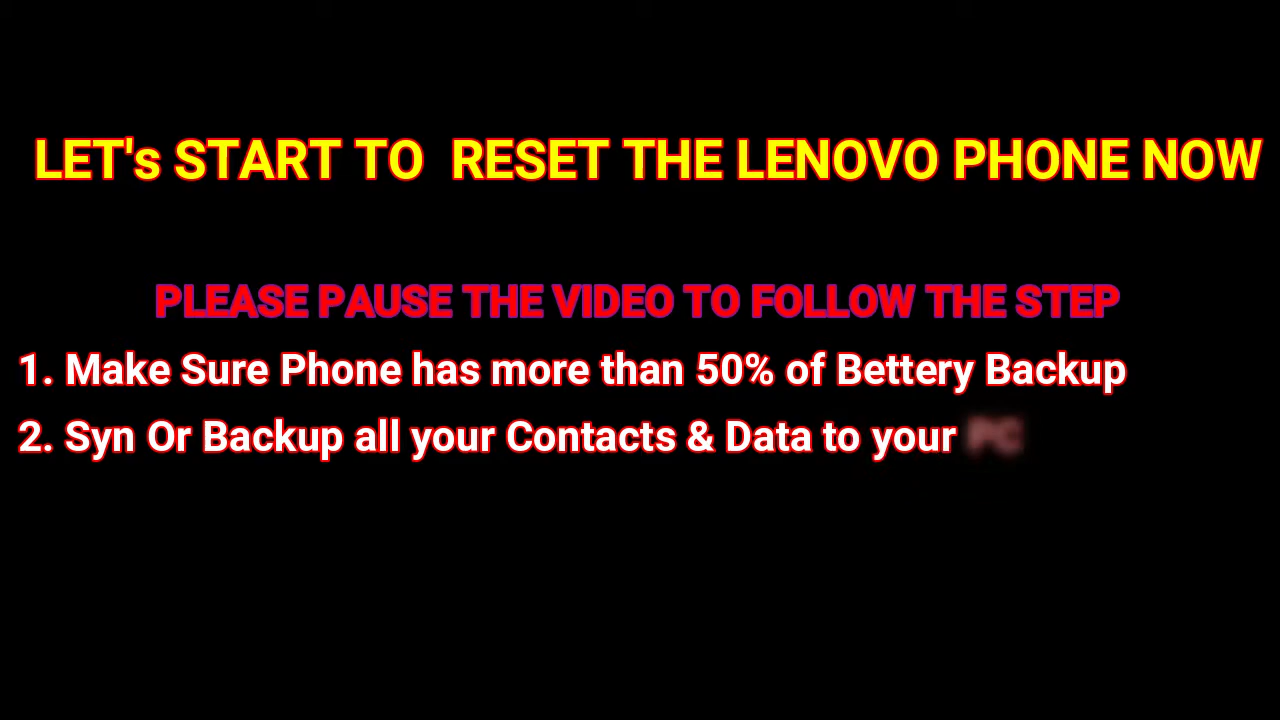 LET's START TO RESET THE LENOVO PHONE NOW
PLEASE PAUSE THE VIDEO TO FOLLOW THE STEP
1. Make Sure Phone has more than 50% of Bettery Backup
2. Syn Or Backup all your Contacts & Data to your PC